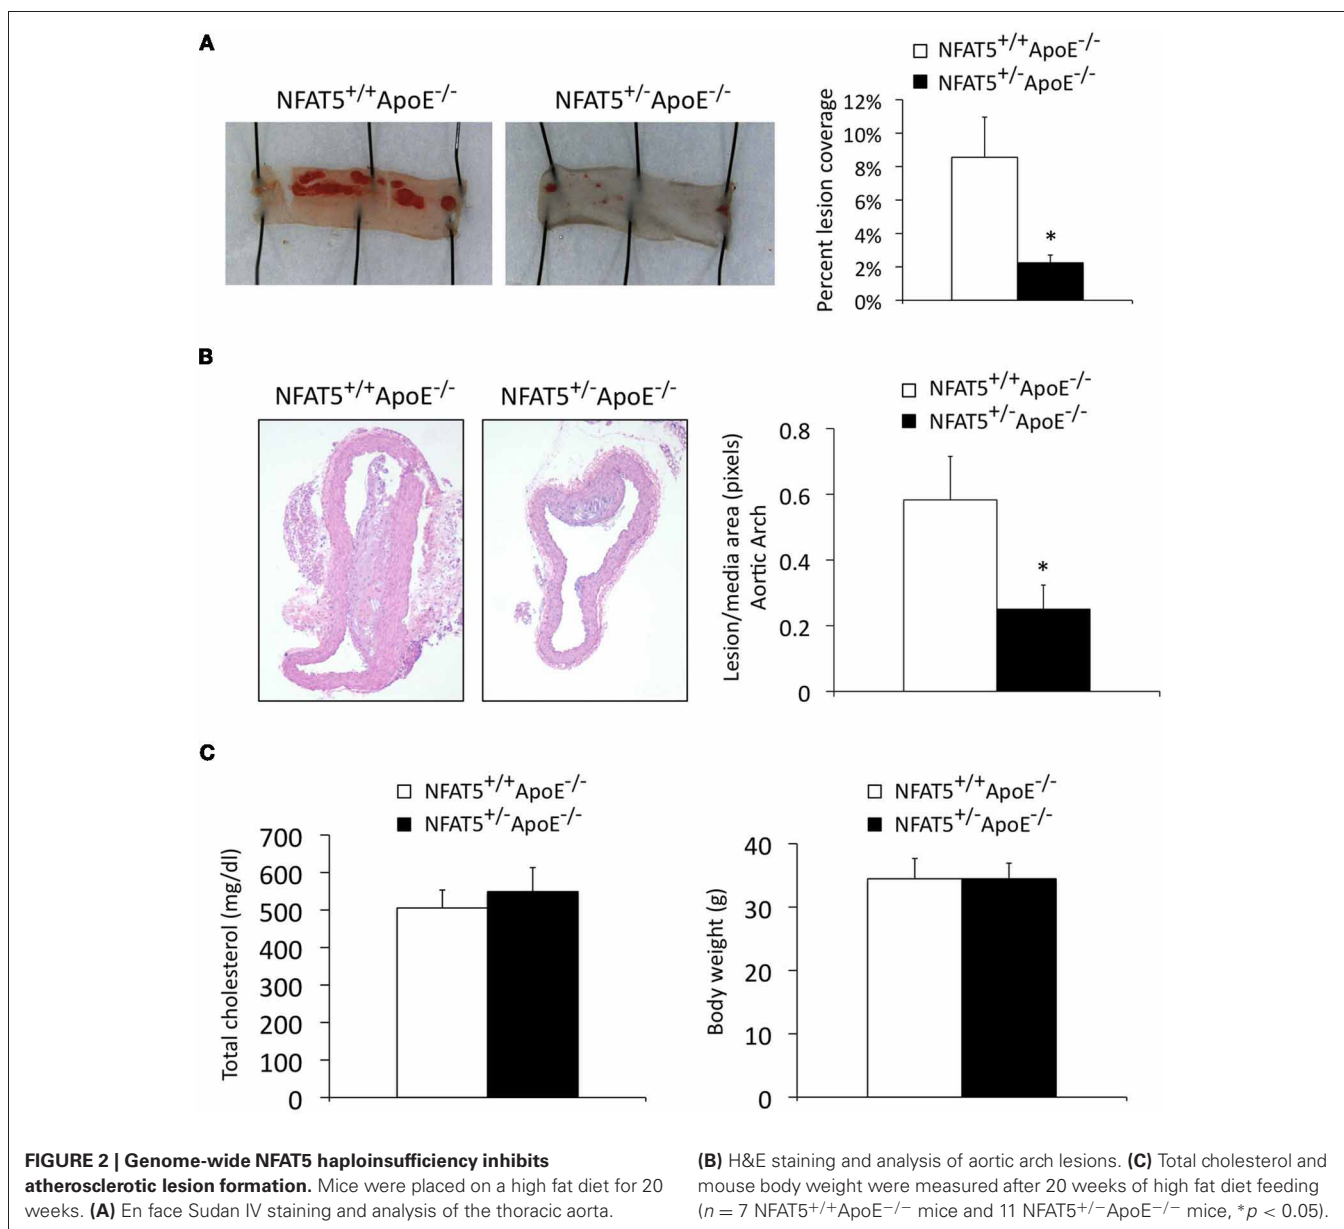 A
NFAT5+/+ApoE-/-
NFAT5+/-ApoE-/-
NFAT5+/+ApoE-/-
NFAT5+/-ApoE-/-
Percent lesion coverage
12%
10%
8%
6%
4%
2%
0%
*
B
NFAT5+/+ApoE-/-
NFAT5+/-ApoE-/-
NFAT5+/+ApoE-/-
NFAT5+/-ApoE-/-
Lesion/media area (pixels)
Aortic Arch
0.8
0.6
0.4
0.2
0
*
C
NFAT5+/+ApoE-/-
NFAT5+/-ApoE-/-
Total cholesterol (mg/dl)
700
600
500
400
300
200
100
0
NFAT5+/+ApoE-/-
NFAT5+/-ApoE-/-
Body weight (g)
40
30
20
10
0
FIGURE 2 | Genome-wide NFAT5 haploinsufficiency inhibits
atherosclerotic lesion formation. Mice were placed on a high fat diet for 20
weeks. (A) En face Sudan IV staining and analysis of the thoracic aorta.
(B) H&E staining and analysis of aortic arch lesions. (C) Total cholesterol and
mouse body weight were measured after 20 weeks of high fat diet feeding
(n = 7 NFAT5+/+ApoE−/− mice and 11 NFAT5+/−ApoE−/− mice, *p < 0.05).